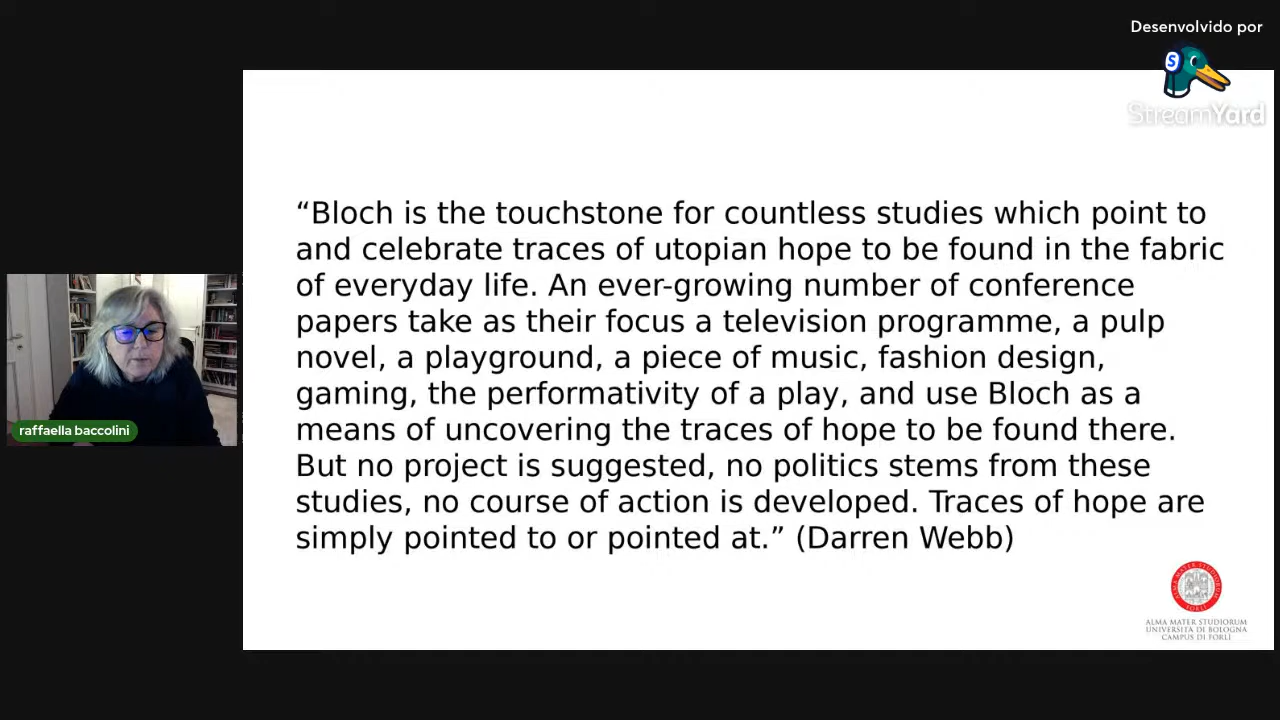 Desenvolvido por
S
StreamYard
“Bloch is the touchstone for countless studies which point to
and celebrate traces of utopian hope to be found in the fabric
of everyday life. An ever-growing number of conference
papers take as their focus a television programme, a pulp
novel, a playground, a piece of music, fashion design,
gaming, the performativity of a play, and use Bloch as a
means of uncovering the traces of hope to be found there.
But no project is suggested, no politics stems from these
studies, no course of action is developed. Traces of hope are
simply pointed to or pointed at.” (Darren Webb)
raffaella baccolini
ALMA MATER STUDIORUM
UNIVERSITÀ DI BOLOGNA
CAMPUS DI FORLÌ